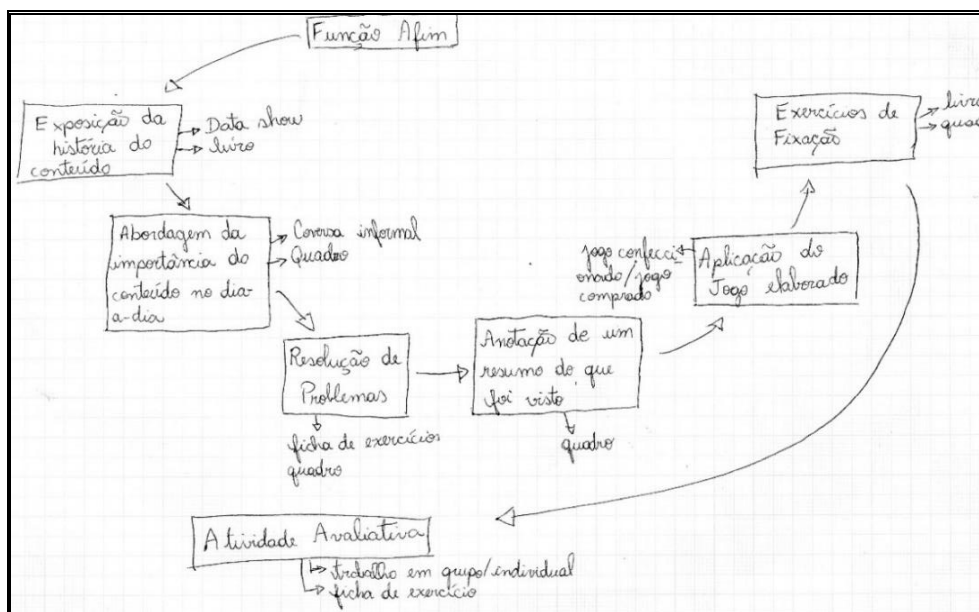 Função Afim
Exposição da
história do
conteúdo
Data show
livro
Abordagem da
importância do
conteúdo no dia-
a-dia
Coversa informal
Quadro
Resolução de
Problemas
ficha de exercícios
quadro
Anotação de um
resumo do que
foi visto
quadro
Aplicação do
Jogo elaborado
jogo confecci
onado/jogo
comprado
Exercícios de
Fixação
livro
quad
Atividade Avaliativa
trabalho em grupo/individual
ficha de exercício